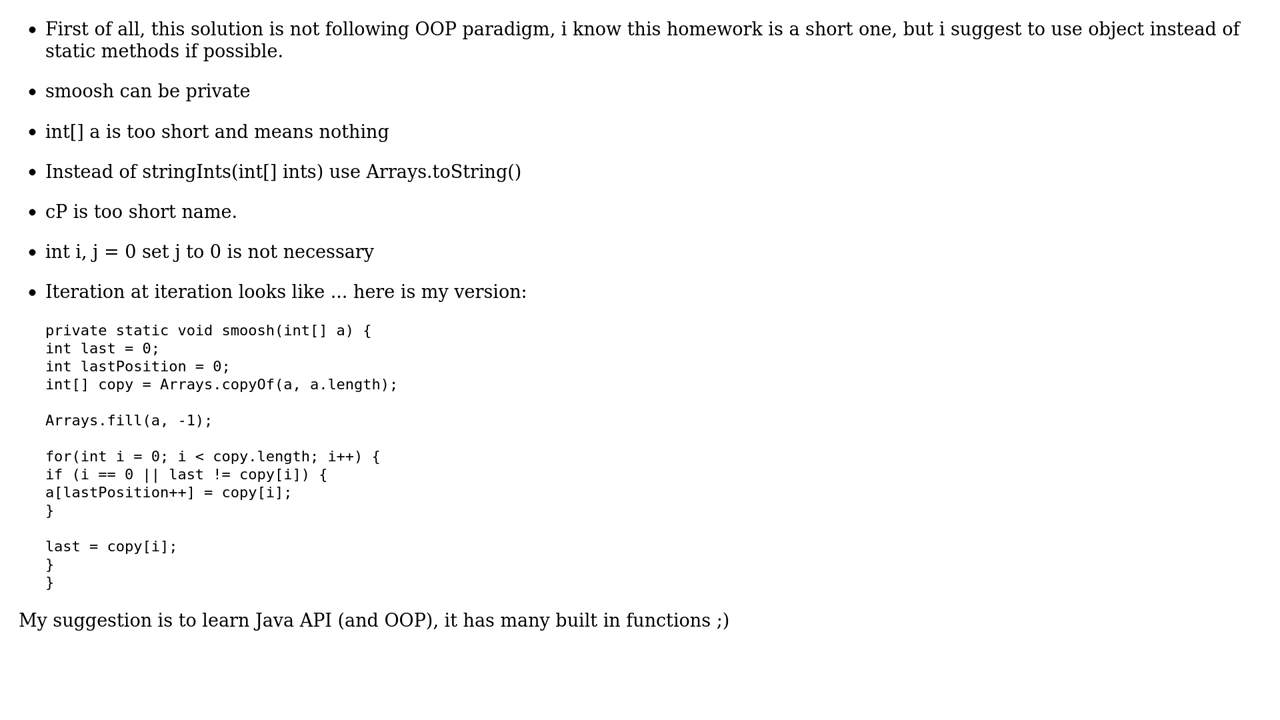 • First of all, this solution is not following OOP paradigm, i know this homework is a short one, but i suggest to use object instead of
static methods if possible.
• smoosh can be private
• int[] a is too short and means nothing
• Instead of stringInts(int[] ints) use Arrays.toString()
• cP is too short name.
• int i, j = 0 set j to 0 is not necessary
• Iteration at iteration looks like ... here is my version:
private static void smoosh(int[] a) {
int last = 0;
int lastPosition = 0;
int[] copy = Arrays.copyOf(a, a.length);
Arrays.fill(a, -1);
for(int i = 0; i < copy.length; i++) {
if (i == 0 || last != copy[i]) {
a[lastPosition++] = copy[i];
}
last = copy[i];
}
}
My suggestion is to learn Java API (and OOP), it has many built in functions ;)